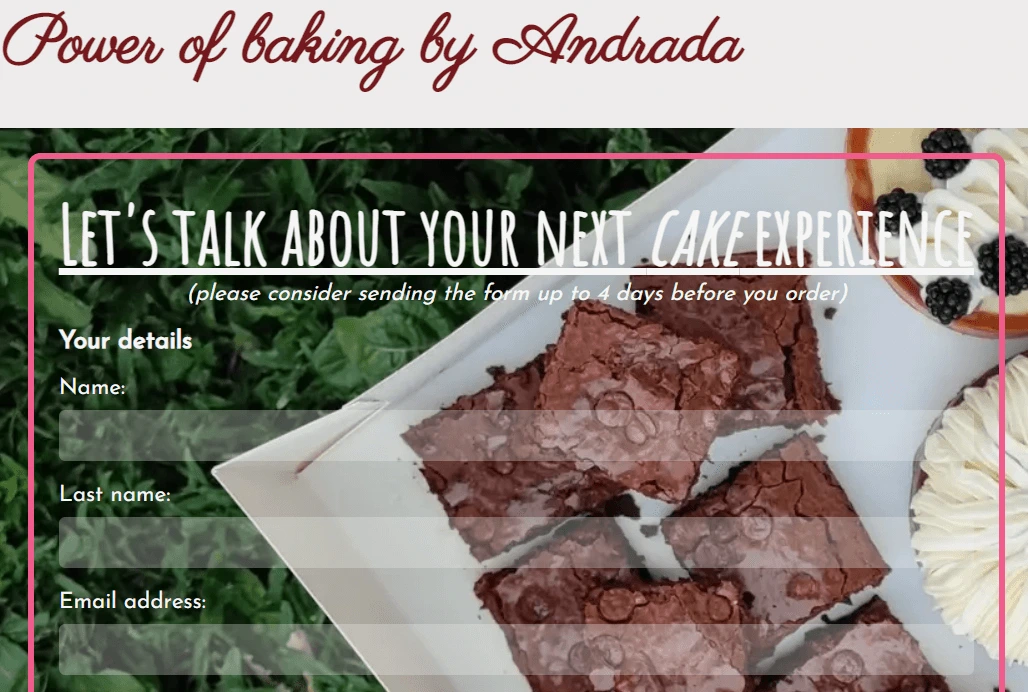 Power of baking by Andrada
Let's talk about your next cake experience
(please consider sending the form up to 4 days before you order)
Your details
Name:
Last name:
Email address: